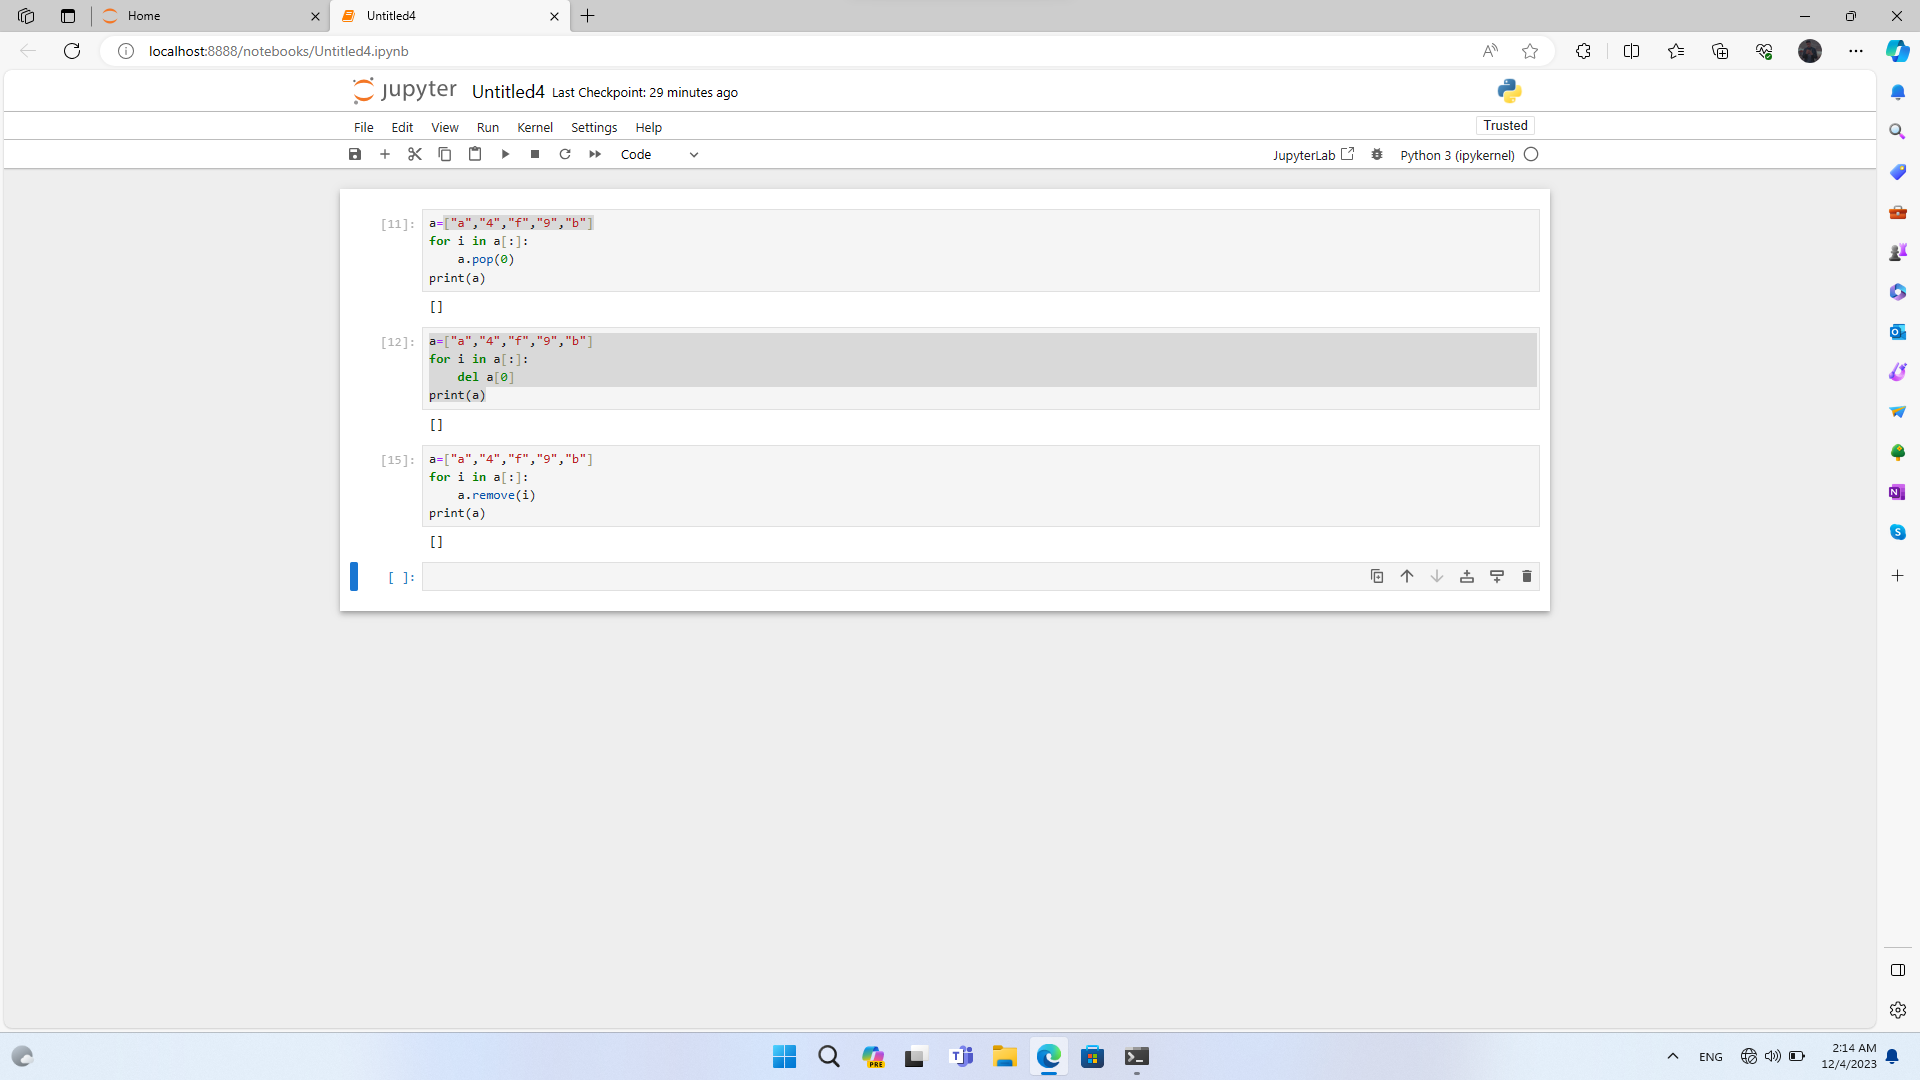 Home
Untitled4
localhost:8888/notebooks/Untitled4.ipynb
jupyter Untitled4 Last Checkpoint: 29 minutes ago
File Edit View Run Kernel Settings Help
Trusted
Code
JupyterLab
Python 3 (ipykernel)
[11]: a=["a","4","f","9","b"]
for i in a[:]:
    a.pop(0)
print(a)
[]
[12]: a=["a","4","f","9","b"]
for i in a[:]:
    del a[0]
print(a)
[]
[15]: a=["a","4","f","9","b"]
for i in a[:]:
    a.remove(i)
print(a)
[]
[ ]:
PRE
ENG
2:14 AM
12/4/2023